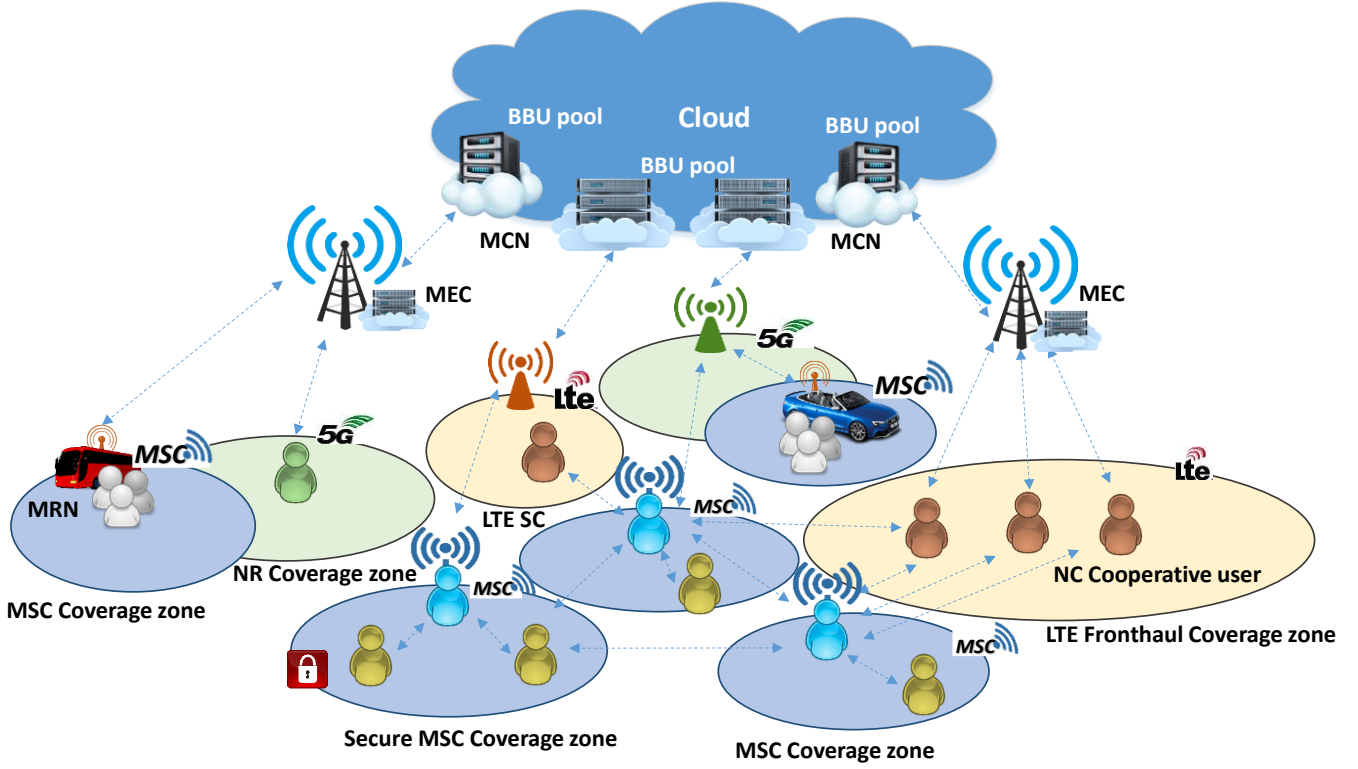 BBU pool
Cloud
BBU pool
BBU pool
MCN
MCN
MEC
MEC
5G
Lte
MSC
5G
MSC
Lte
MRN
LTE SC
MSC
NR Coverage zone
MSC
NC Cooperative user
MSC Coverage zone
MSC
LTE Fronthaul Coverage zone
Secure MSC Coverage zone
MSC Coverage zone